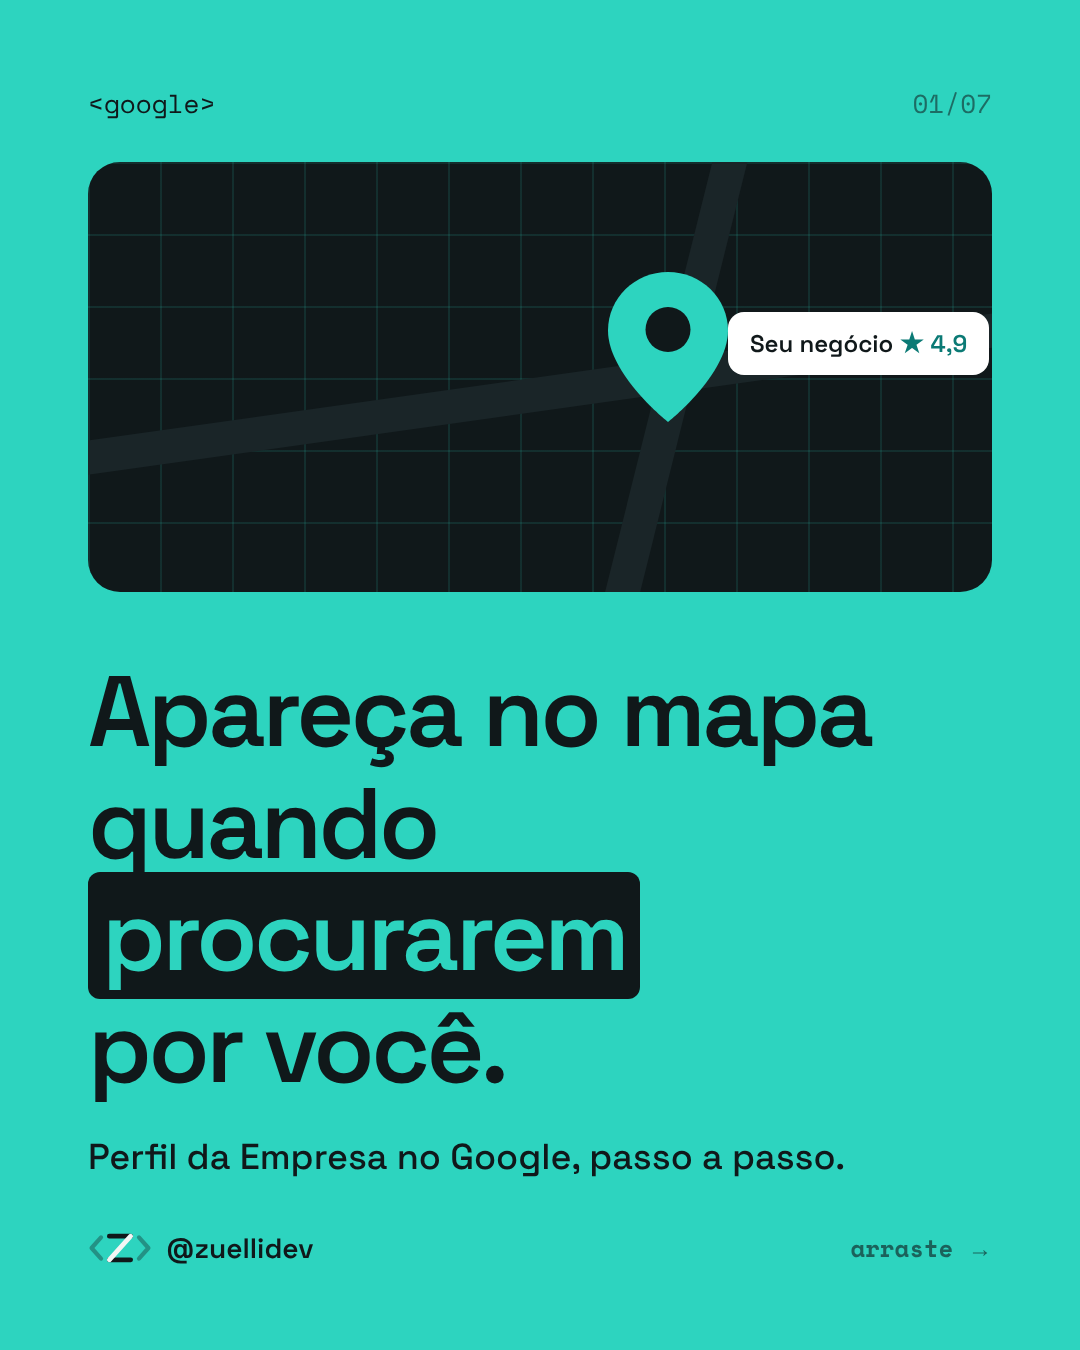 <google>
01/07
Seu negócio ★ 4,9
Apareça no mapa
quando
procurarem
por você.
Perfil da Empresa no Google, passo a passo.
<Z> @zuellidev
arraste →